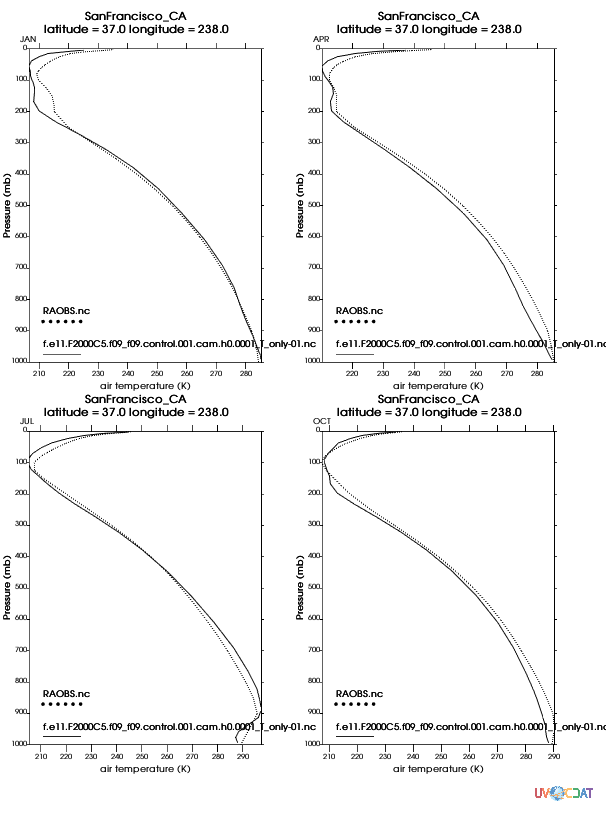 SanFrancisco_CA
latitude = 37.0 longitude = 238.0
JAN
0
100
200
300
400
500
600
700
800
900
1000
Pressure (mb)
RAOBS.nc
f.e11.F2000C5.f09_f09.control.001.cam.h0.0001_T_only-01.nc
210 220 230 240 250 260 270 280
air temperature (K)
SanFrancisco_CA
latitude = 37.0 longitude = 238.0
APR
0
100
200
300
400
500
600
700
800
900
1000
Pressure (mb)
RAOBS.nc
f.e11.F2000C5.f09_f09.control.001.cam.h0.0001_T_only-01.nc
220 230 240 250 260 270 280
air temperature (K)
SanFrancisco_CA
latitude = 37.0 longitude = 238.0
JUL
0
100
200
300
400
500
600
700
800
900
1000
Pressure (mb)
RAOBS.nc
f.e11.F2000C5.f09_f09.control.001.cam.h0.0001_T_only-01.nc
210 220 230 240 250 260 270 280 290
air temperature (K)
SanFrancisco_CA
latitude = 37.0 longitude = 238.0
OCT
0
100
200
300
400
500
600
700
800
900
1000
Pressure (mb)
RAOBS.nc
f.e11.F2000C5.f09_f09.control.001.cam.h0.0001_T_only-01.nc
210 220 230 240 250 260 270 280 290
air temperature (K)
UV CDAT